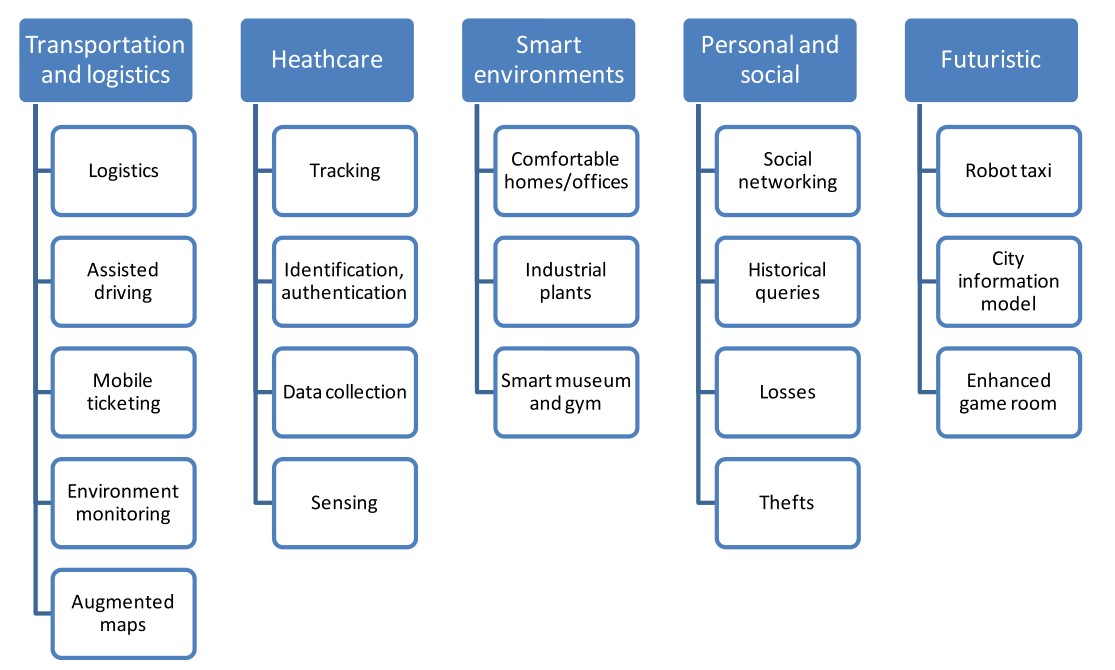 Transportation
and logistics
Logistics
Assisted
driving
Mobile
ticketing
Environment
monitoring
Augmented
maps
Heathcare
Tracking
Identification,
authentication
Data collection
Sensing
Smart
environments
Comfortable
homes/offices
Industrial
plants
Smart museum
and gym
Personal and
social
Social
networking
Historical
queries
Losses
Thefts
Futuristic
Robot taxi
City
information
model
Enhanced
game room